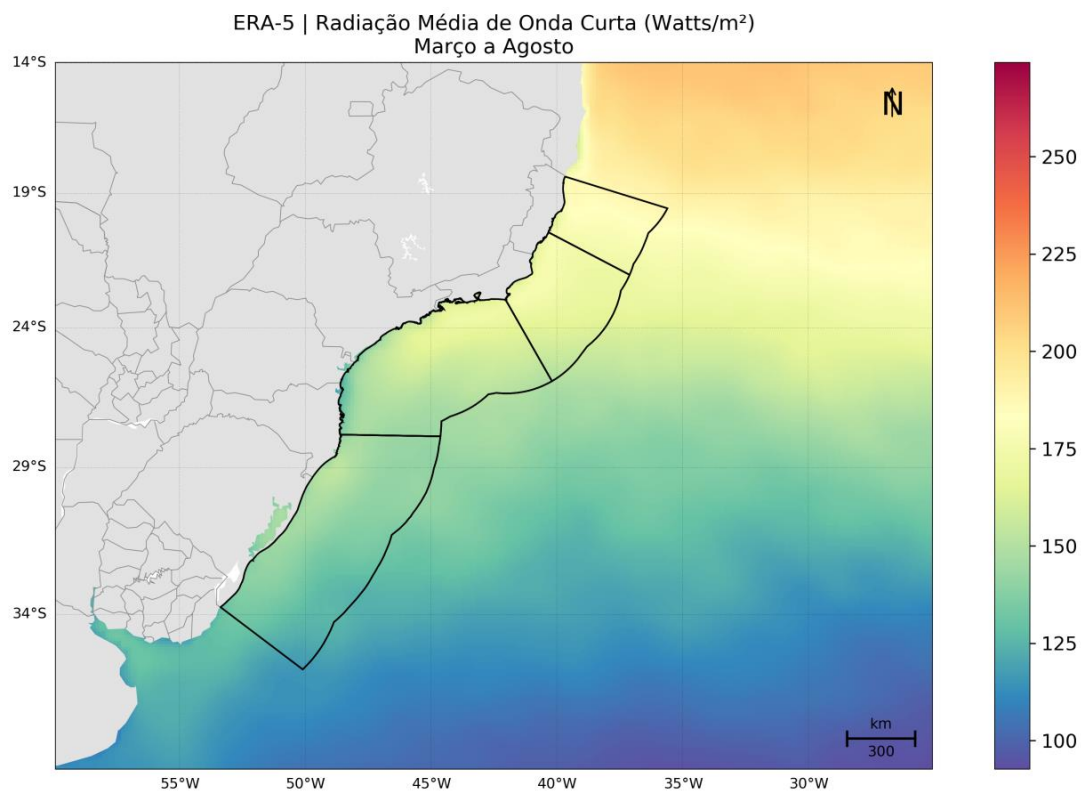 ERA-5 | Radiação Média de Onda Curta (Watts/m²)
Março a Agosto
14°S
19°S
24°S
29°S
34°S
55°W
50°W
45°W
40°W
35°W
30°W
N
km
300
250
225
200
175
150
125
100